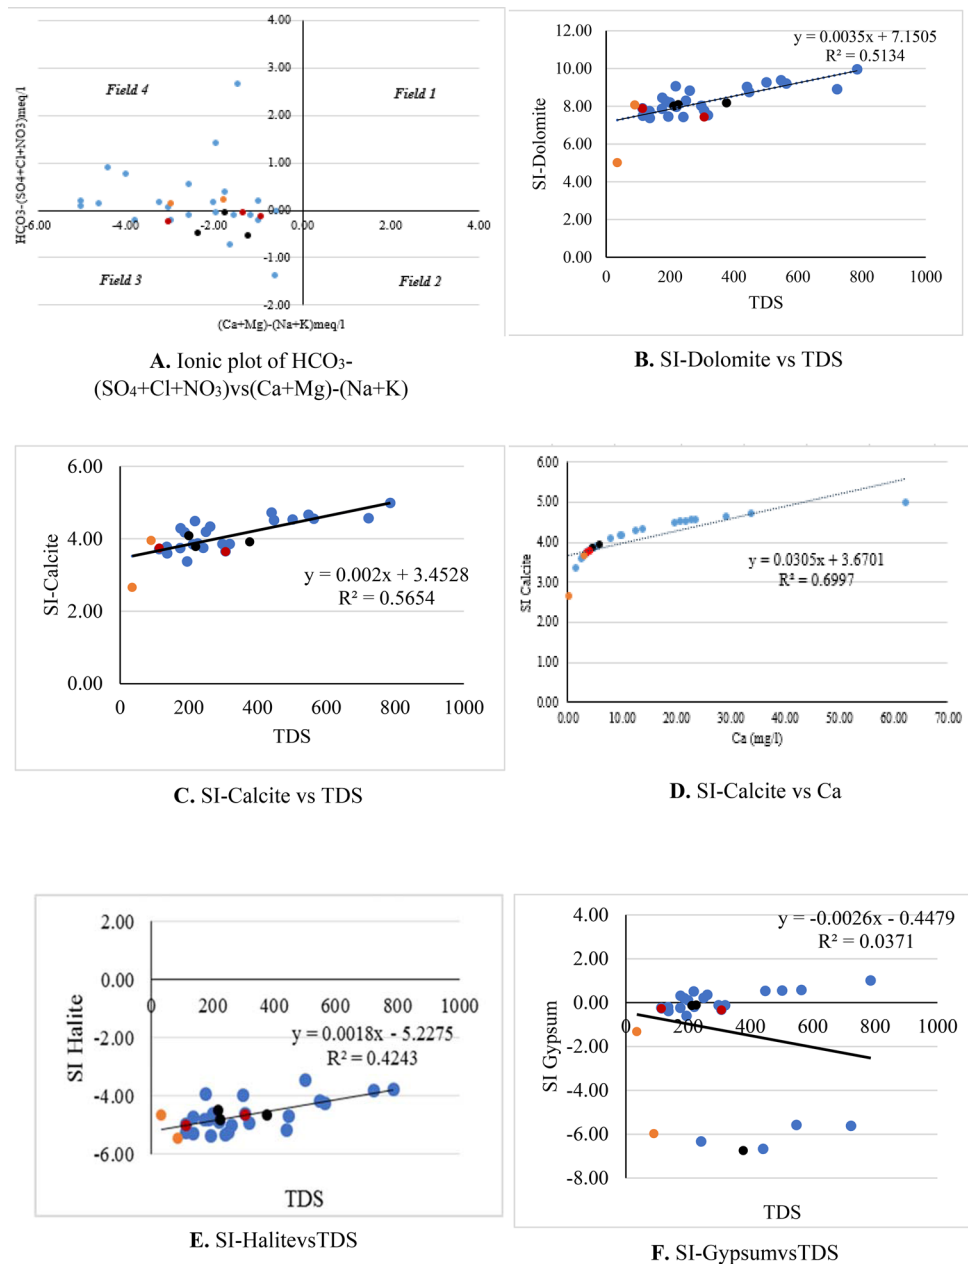 4.00
3.00
2.00
1.00
0.00
-1.00
-2.00
-6.00 -4.00 -2.00 2.00 4.00
Field 4
Field 1
Field 3
Field 2
HCO3-(SO4+Cl+NO3)meq/l
(Ca+Mg)-(Na+K)meq/l
A. Ionic plot of HCO₃-
(SO₄+Cl+NO₃)vs(Ca+Mg)-(Na+K)
12.00
10.00
8.00
6.00
4.00
2.00
0.00
y = 0.0035x + 7.1505
R² = 0.5134
SI-Dolomite
0 200 400 600 800 1000
TDS
B. SI-Dolomite vs TDS
6.00
4.00
2.00
0.00
SI-Calcite
y = 0.002x + 3.4528
R² = 0.5654
0 200 400 600 800 1000
TDS
C. SI-Calcite vs TDS
6.00
5.00
4.00
3.00
2.00
1.00
0.00
SI Calcite
y = 0.0305x + 3.6701
R² = 0.6997
0.00 10.00 20.00 30.00 40.00 50.00 60.00 70.00
Ca (mg/l)
D. SI-Calcite vs Ca
2.00
0.00
-2.00
-4.00
-6.00
SI Halite
0 200 400 600 800 1000
y = 0.0018x - 5.2275
R² = 0.4243
TDS
E. SI-HalitevsTDS
4.00
2.00
0.00
-2.00
-4.00
-6.00
-8.00
SI Gypsum
y = -0.0026x - 0.4479
R² = 0.0371
0 200 400 600 800 1000
TDS
F. SI-GypsumvsTDS